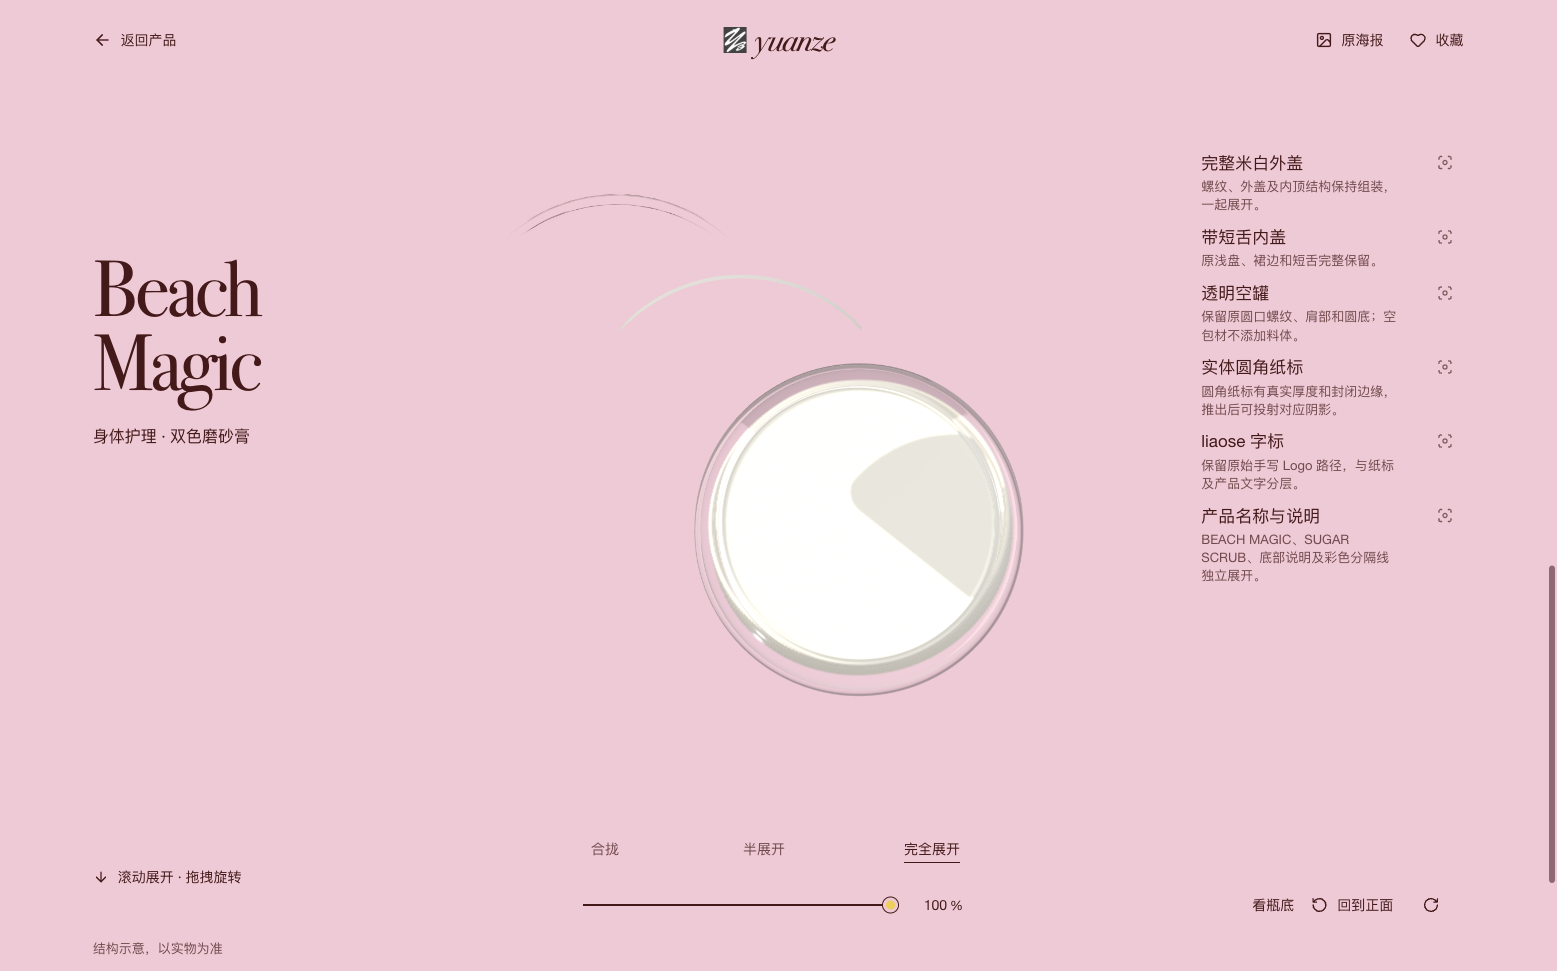 返回产品
yuanze
原海报
收藏
Beach
Magic
身体护理 · 双色磨砂膏
完整米白外盖
螺纹、外盖及内顶结构保持组装，
一起展开。
带短舌内盖
原浅盘、裙边和短舌完整保留。
透明空罐
保留原圆口螺纹、肩部和圆底；空
包材不添加料体。
实体圆角纸标
圆角纸标有真实厚度和封闭边缘，
推出后可投射对应阴影。
liaose 字标
保留原始手写 Logo 路径，与纸标
及产品文字分层。
产品名称与说明
BEACH MAGIC、SUGAR
SCRUB、底部说明及彩色分隔线
独立展开。
合拢
半展开
完全展开
滚动展开 · 拖拽旋转
100 %
看瓶底
回到正面
结构示意，以实物为准